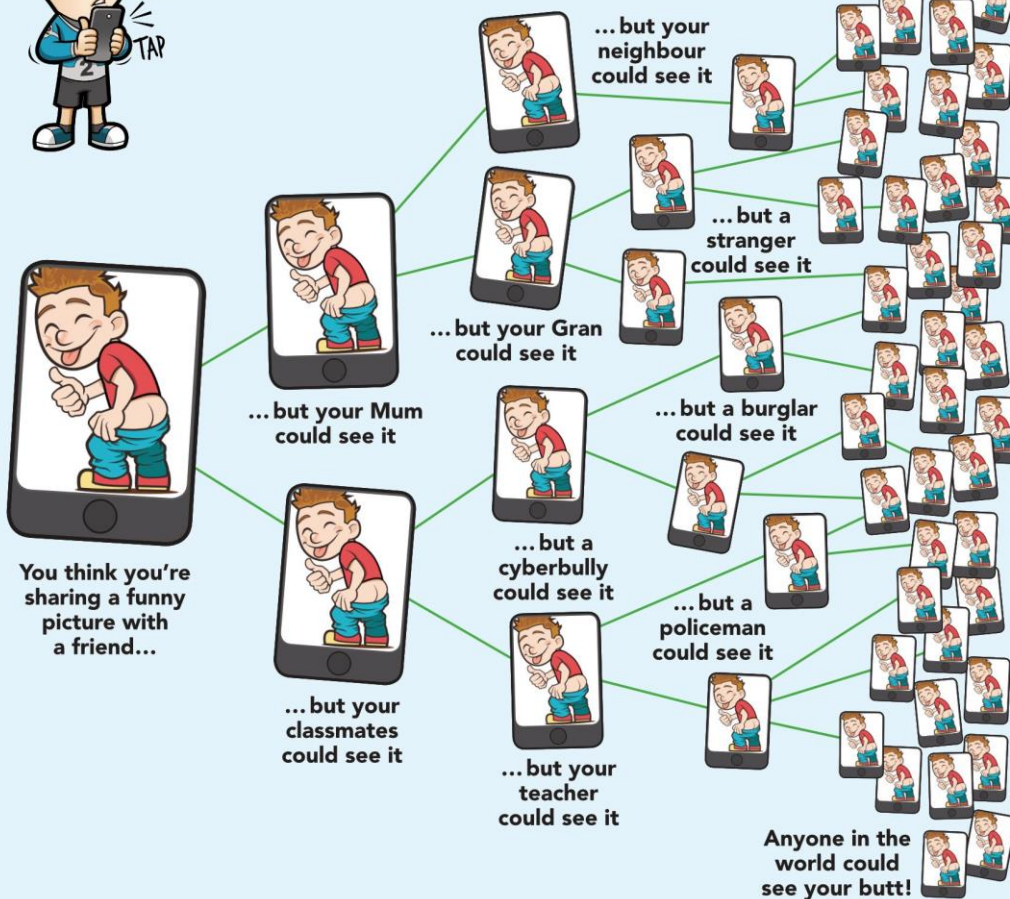 TAP
2
...but your
neighbour
could see it
...but a
stranger
could see it
...but your Gran
could see it
...but your Mum
could see it
...but a burglar
could see it
You think you're
sharing a funny
picture with
a friend...
...but a
cyberbully
could see it
...but a
policeman
could see it
...but your
classmates
could see it
...but your
teacher
could see it
Anyone in the
world could
see your butt!